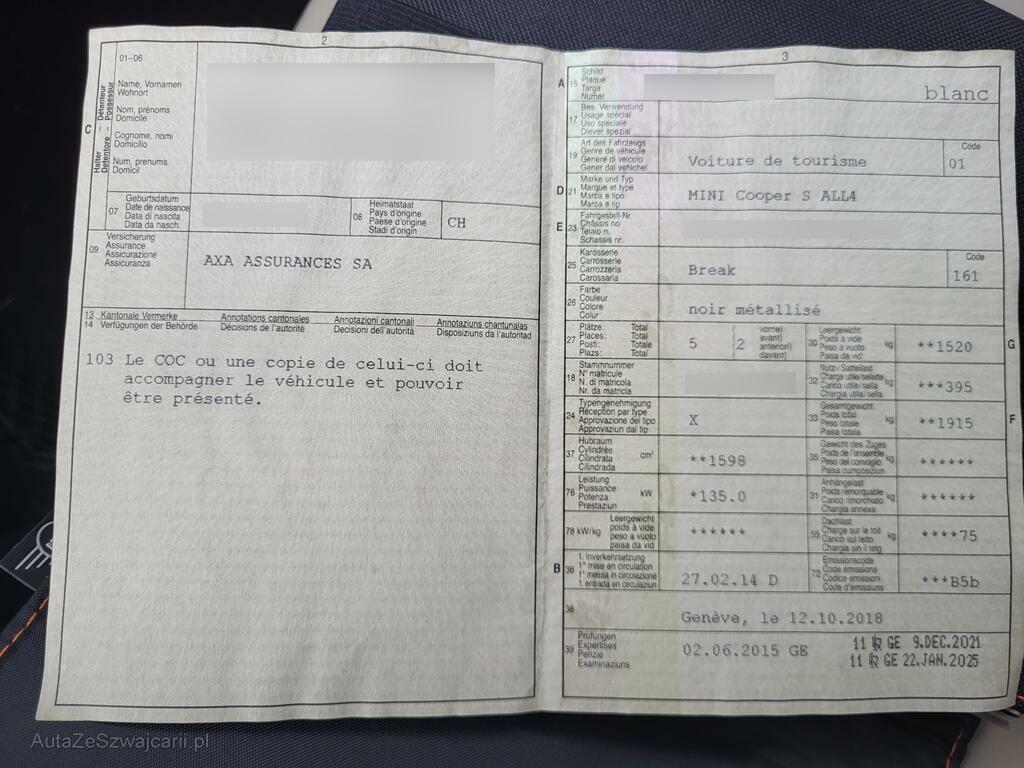 2
01-06
Halter – Détenteur
Detentore – Possessur
C
Name, Vornamen
Wohnort
Nom, prénoms
Domicile
Cognome, nomi
Domicilio
Num, prenums
Domicil
07
Geburtsdatum
Date de naissance
Data di nascita
Data da nasch.
08
Heimatstaat
Pays d'origine
Paese d'origine
Stadi d'origin
CH
09
Versicherung
Assurance
Assicurazione
Assicuranza
AXA ASSURANCES SA
13 Kantonale Vermerke Annotations cantonales Annotazioni cantonali Annotaziuns chantunalas
14 Verfügungen der Behörde Décisions de l'autorité Decisioni dell'autorità Disposiziuns da l'autoritad
103 Le COC ou une copie de celui-ci doit
accompagner le véhicule et pouvoir
être présenté.
3
A 15
Schild
Plaque
Targa
Numer
blanc
17
Bes. Verwendung
Usage spécial
Uso speciale
Diever spezial
19
Art des Fahrzeugs
Genre de véhicule
Genere di veicolo
Gener dal vehichel
Voiture de tourisme
Code
01
D 21
Marke und Typ
Marque et type
Marca e tipo
Marca e tip
MINI Cooper S ALL4
E 23
Fahrgestell-Nr.
Châssis no
Telaio n.
Schassis nr.
25
Karosserie
Carrosserie
Carrozzeria
Carossaria
Break
Code
161
26
Farbe
Couleur
Colore
Colur
noir métallisé
27
Plätze: Total
Places: Total
Posti: Totale
Plazs: Total
5 2
vorne)
avant)
anteriori)
davant)
30
Leergewicht
Poids à vide
Peso a vuoto
Paisa da vid
kg
**1520
G
18
Stammnummer
N° matricule
N. di matricola
Nr. da matricla
32
Nutz-/Sattellast
Charge utile/sellette
Carico utile/sella
Chargia utila/sella
kg
***395
24
Typengenehmigung
Réception par type
Approvazione del tipo
Approvaziun dal tip
X
33
Gesamtgewicht
Poids total
Peso totale
Paisa totala
kg
**1915
F
37
Hubraum
Cylindrée
Cilindrata
Cilindrada
cm³
**1598
35
Gewicht des Zuges
Poids de l'ensemble
Peso del convoglio
Paisa cumposiziun
kg
******
76
Leistung
Puissance
Potenza
Prestaziun
kW
*135.0
31
Anhängelast
Poids remorquable
Carico rimorchiato
Chargia annexa
kg
******
78 kW/kg
Leergewicht
poids à vide
peso a vuoto
paisa da vid
******
55
Dachlast
Charge sur le toit
Carico sul tetto
Chargia sin il tetg
kg
****75
B 36
1. Inverkehrsetzung
1re mise en circulation
1a messa in circolazione
1. entrada en circulaziun
27.02.14 D
72
Emissionscode
Code émissions
Codice emissioni
Code d'emissiuns
***B5b
38
Genève, le 12.10.2018
39
Prüfungen
Expertises
Perizie
Examinaziuns
02.06.2015 GE
11 GE 9.DEC.2021
11 GE 22.JAN.2025
AutaZeSzwajcarii.pl